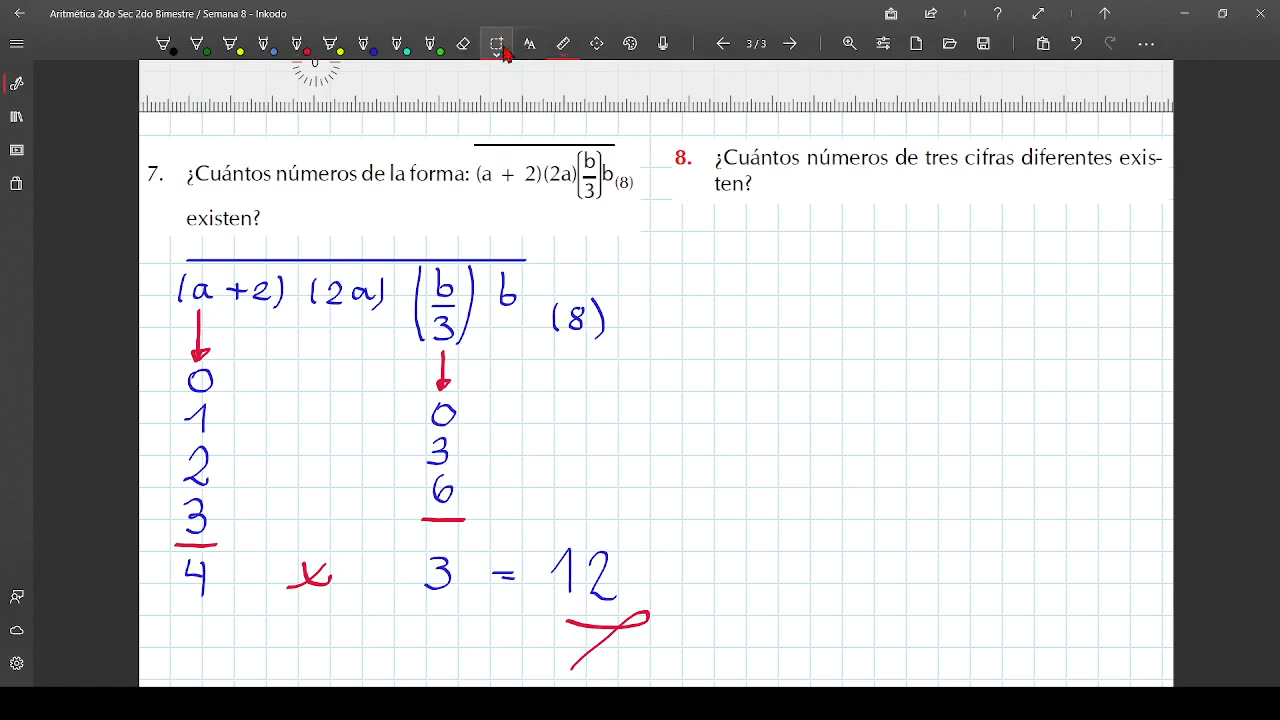 Aritmética 2do Sec 2do Bimestre / Semana 8 - Inkodo
3/3
0
7. ¿Cuántos números de la forma: (a + 2)(2a)(b/3)b(8)
existen?
8. ¿Cuántos números de tres cifras diferentes exis-
ten?
(a +2) (2a) (b/3) b (8)
0
1
2
3
0
3
6
4 x 3 = 12